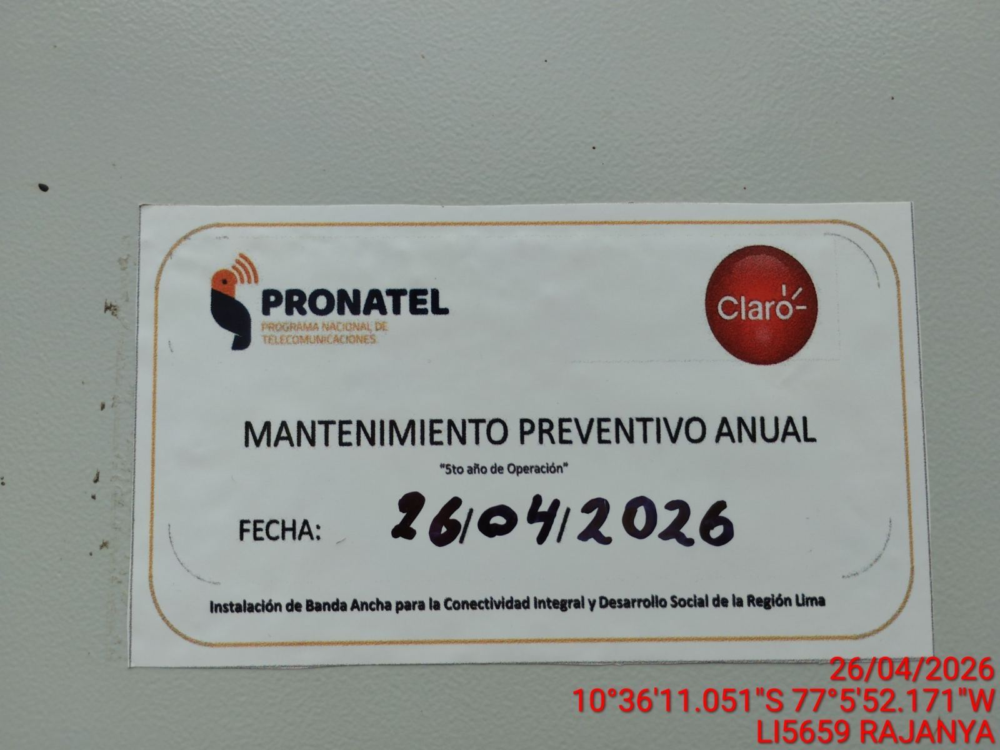 PRONATEL
PROGRAMA NACIONAL DE
TELECOMUNICACIONES
Claro
MANTENIMIENTO PREVENTIVO ANUAL
"5to año de Operación"
FECHA: 26/04/2026
Instalación de Banda Ancha para la Conectividad Integral y Desarrollo Social de la Región Lima
26/04/2026
10°36'11.051"S 77°5'52.171"W
LI5659 RAJANYA